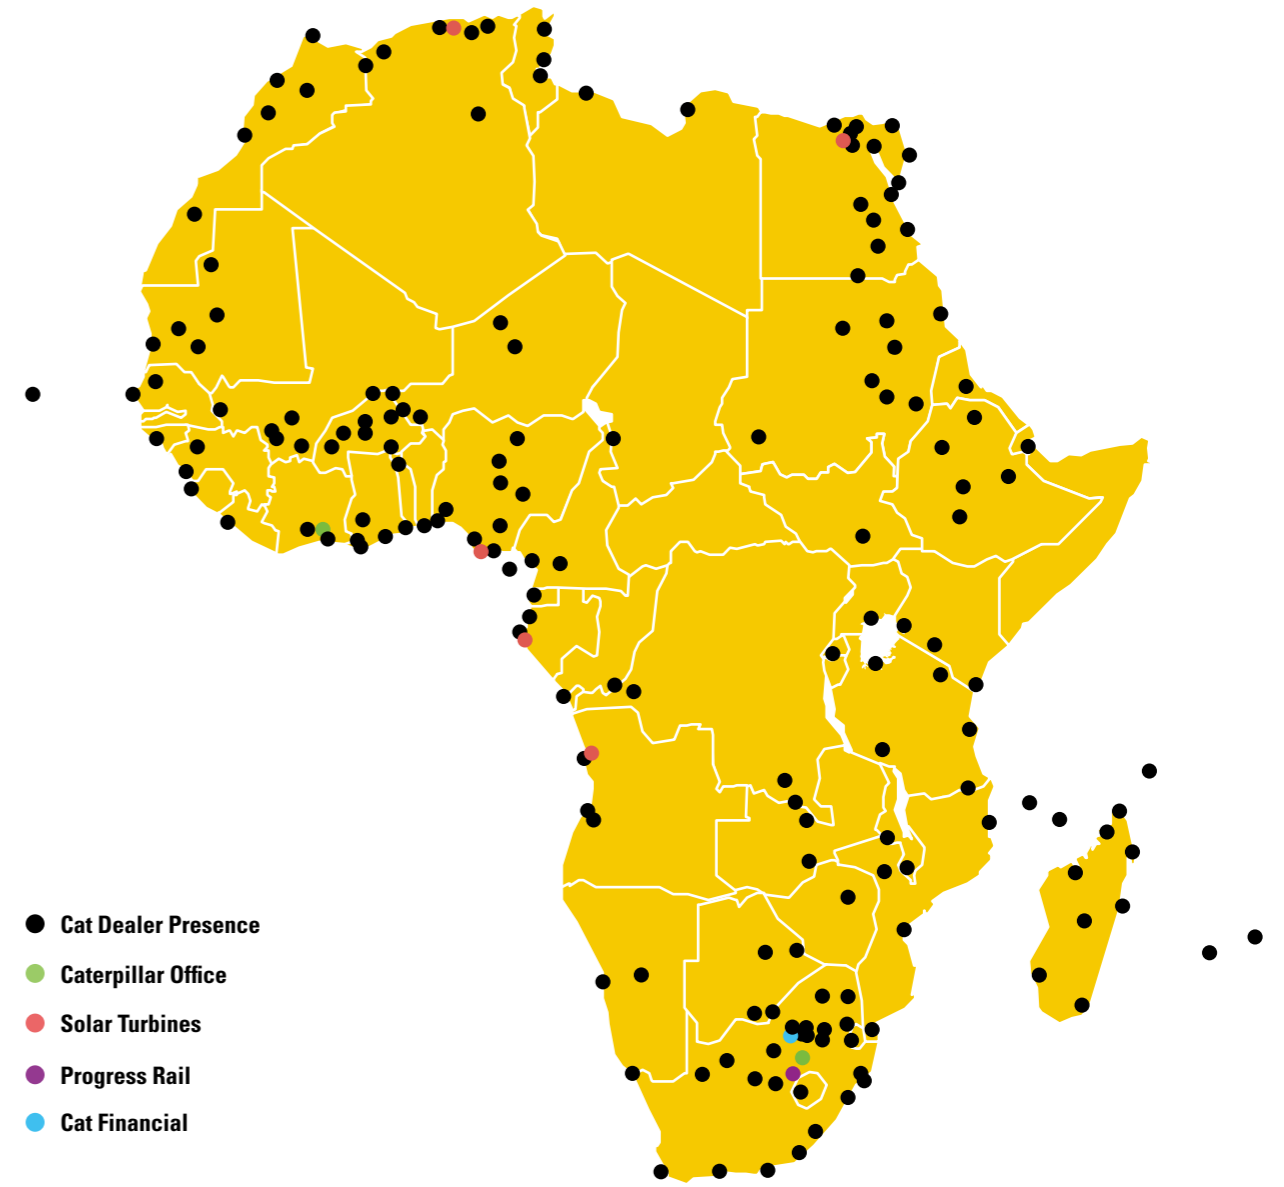 Cat Dealer Presence
Caterpillar Office
Solar Turbines
Progress Rail
Cat Financial